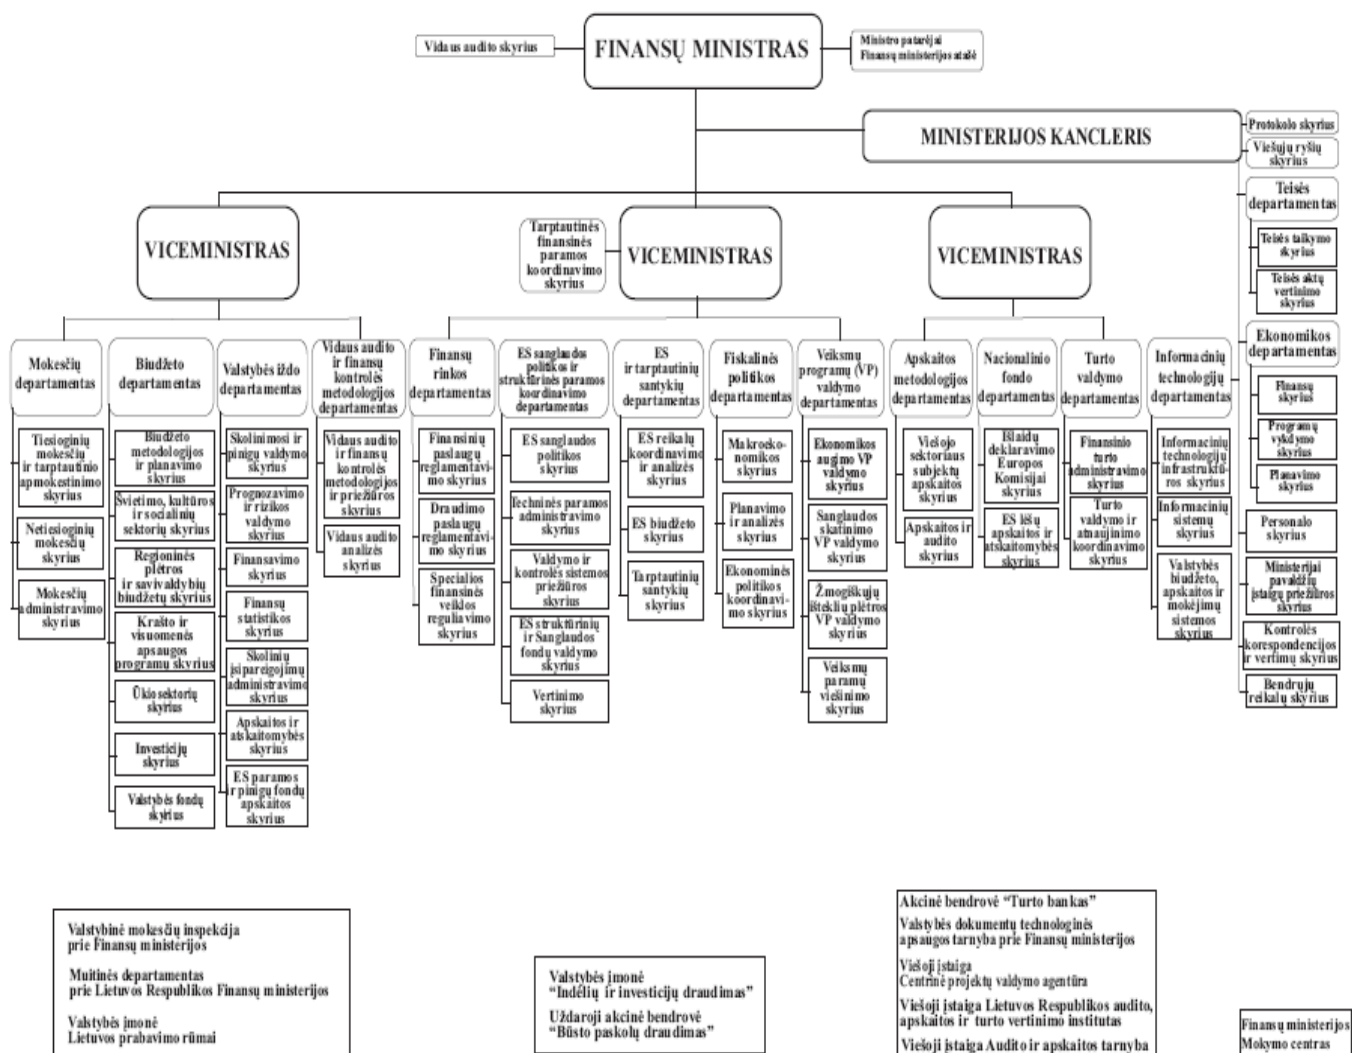 Vidaus audito skyrius
FINANSŲ MINISTRAS
Ministro patarėjai
Finansų ministerijos atašė
MINISTERIJOS KANCLERIS
Protokolo skyrius
Viešųjų ryšių
skyrius
Teisės
departamentas
Teisės taikymo
skyrius
Teisės aktų
vertinimo
skyrius
Ekonomikos
departamentas
Finansų
skyrius
Programų
vykdymo
skyrius
Planavimo
skyrius
Personalo
skyrius
Ministerijai
pavaldžių
įstaigų priežiūros
skyrius
Kontrolės
korespondencijos
ir vertimų skyrius
Bendrųjų
reikalų skyrius
VICEMINISTRAS
Tarptautinės
finansinės
paramos
koordinavimo
skyrius
VICEMINISTRAS
VICEMINISTRAS
Mokesčių
departamentas
Tiesioginių
mokesčių
ir tarptautinio
apmokestinimo
skyrius
Netiesioginių
mokesčių
skyrius
Mokesčių
administravimo
skyrius
Biudžeto
departamentas
Biudžeto
metodologijos
ir planavimo
skyrius
Švietimo, kultūros
ir socialinių
sektorių skyrius
Regioninės
plėtros
ir savivaldybių
biudžetų skyrius
Krašto ir
visuomenės
apsaugos
programų skyrius
Ūkio sektorių
skyrius
Investicijų
skyrius
Valstybės fondų
skyrius
Valstybės iždo
departamentas
Skolinimosi ir
pinigų valdymo
skyrius
Prognozavimo
ir rizikos
valdymo
skyrius
Finansavimo
skyrius
Finansų
statistikos
skyrius
Skolinių
įsipareigojimų
administravimo
skyrius
Apskaitos ir
atskaitomybės
skyrius
ES paramos
ir pinigų fondų
apskaitos
skyrius
Vidaus audito
ir finansų
kontrolės
metodologijos
departamentas
Vidaus audito
ir finansų
kontrolės
metodologijos
ir priežiūros
skyrius
Vidaus audito
analizės
skyrius
Finansų
rinkos
departamentas
Finansinių
paslaugų
reglamentavi-
mo skyrius
Draudimo
paslaugų
reglamentavi-
mo skyrius
Specialios
finansinės
veiklos
reguliavimo
skyrius
ES sanglaudos
politikos ir
struktūrinės paramos
koordinavimo
departamentas
ES sanglaudos
politikos
skyrius
Techninės paramos
administravimo
skyrius
Valdymo ir
kontrolės sistemos
priežiūros
skyrius
ES struktūrinių
ir Sanglaudos
fondų valdymo
skyrius
Vertinimo
skyrius
ES
ir tarptautinių
santykių
departamentas
ES reikalų
koordinavimo
ir analizės
skyrius
ES biudžeto
skyrius
Tarptautinių
santykių
skyrius
Fiskalinės
politikos
departamentas
Makroeko-
nomikos
skyrius
Planavimo
ir analizės
skyrius
Ekonominės
politikos
koordinavi-
mo skyrius
Veiksmų
programų (VP)
valdymo
departamentas
Ekonomikos
augimo VP
valdymo
skyrius
Sanglaudos
skatinimo
VP valdymo
skyrius
Žmogiškųjų
išteklių plėtros
VP valdymo
skyrius
Veiksmų
paramų
viešinimo
skyrius
Apskaitos
metodologijos
departamentas
Viešojo
sektoriaus
subjektų
apskaitos
skyrius
Apskaitos ir
audito
skyrius
Nacionalinio
fondo
departamentas
Išlaidų
deklaravimo
Europos
Komisijai
skyrius
ES lėšų
apskaitos ir
atskaitomybės
skyrius
Turto
valdymo
departamentas
Finansinio
turto
administravimo
skyrius
Turto
valdymo ir
atnaujinimo
koordinavimo
skyrius
Informacinių
technologijų
departamentas
Informacinių
technologijų
infrastruktū-
ros skyrius
Informacinių
sistemų
skyrius
Valstybės
biudžeto,
apskaitos ir
mokėjimų
sistemos
skyrius
Valstybinė mokesčių inspekcija
prie Finansų ministerijos
Muitinės departamentas
prie Lietuvos Respublikos Finansų ministerijos
Valstybės įmonė
Lietuvos prabavimo rūmai
Valstybės įmonė
“Indėlių ir investicijų draudimas”
Uždaroji akcinė bendrovė
“Būsto paskolų draudimas”
Akcinė bendrovė “Turto bankas”
Valstybės dokumentų technologinės
apsaugos tarnyba prie Finansų ministerijos
Viešoji įstaiga
Centrinė projektų valdymo agentūra
Viešoji įstaiga Lietuvos Respublikos audito,
apskaitos ir turto vertinimo institutas
Viešoji įstaiga Audito ir apskaitos tarnyba
Finansų ministerijos
Mokymo centras